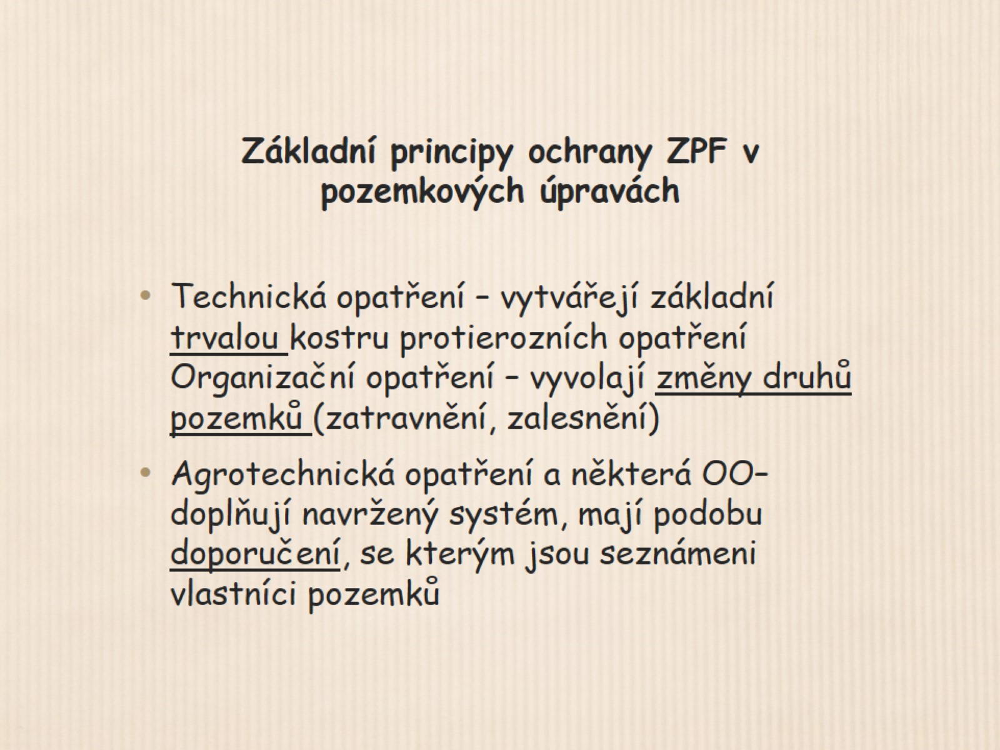 Základní principy ochrany ZPF v
pozemkových úpravách
• Technická opatření – vytvářejí základní
trvalou kostru protierozních opatření
Organizační opatření – vyvolají změny druhů
pozemků (zatravnění, zalesnění)
• Agrotechnická opatření a některá OO–
doplňují navržený systém, mají podobu
doporučení, se kterým jsou seznámeni
vlastníci pozemků